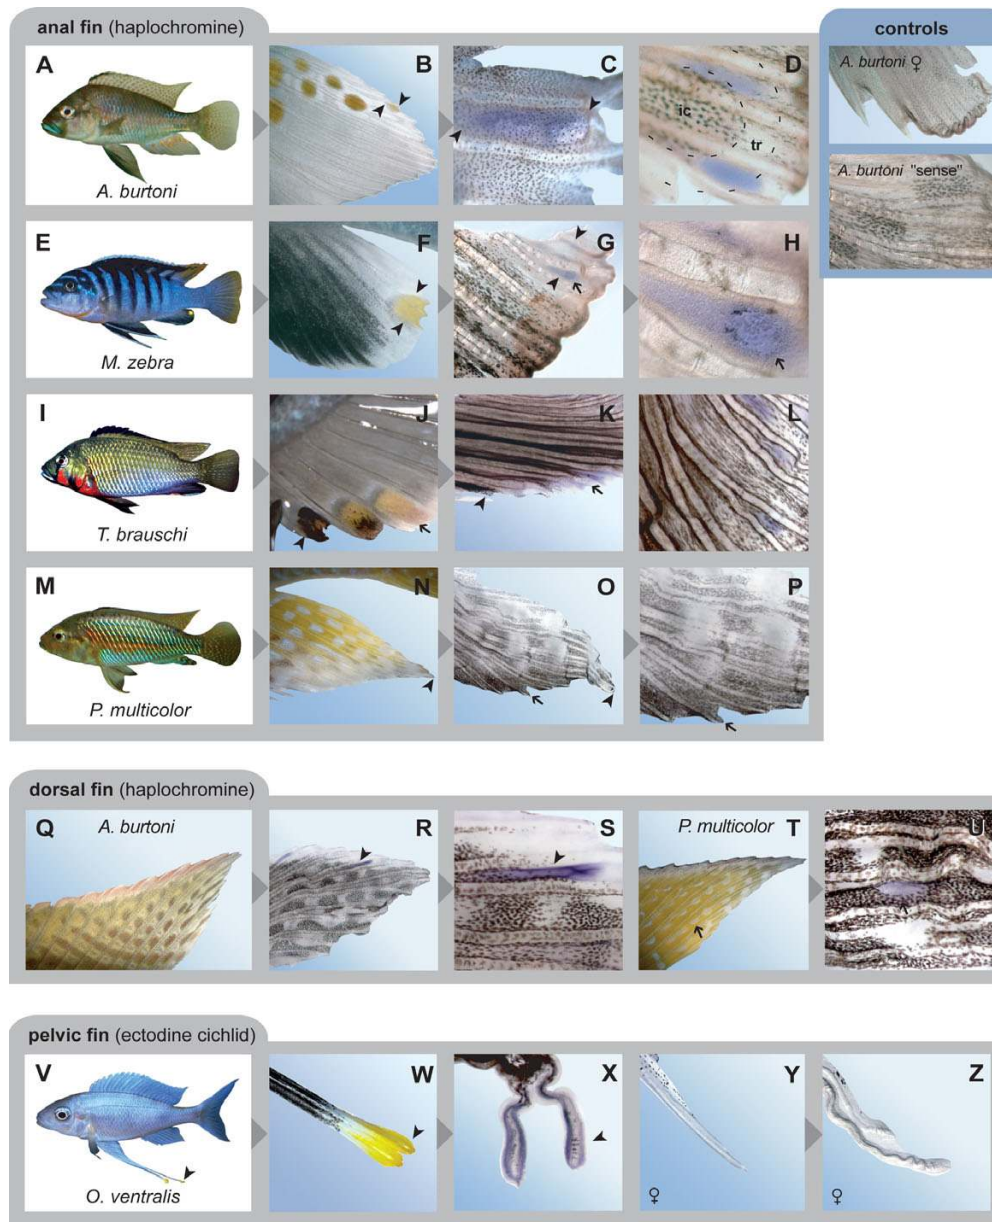 anal fin (haplochromine)
controls
A
A. burtoni
B
C
D
ic
tr
A. burtoni ♀
A. burtoni "sense"
E
M. zebra
F
G
H
I
T. brauschi
J
K
L
M
P. multicolor
N
O
P
dorsal fin (haplochromine)
Q
A. burtoni
R
S
P. multicolor
T
U
pelvic fin (ectodine cichlid)
V
O. ventralis
W
X
Y
♀
Z
♀